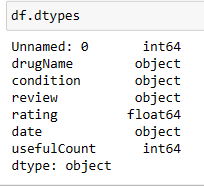 df.dtypes
Unnamed: 0 int64
drugName object
condition object
review object
rating float64
date object
usefulCount int64
dtype: object